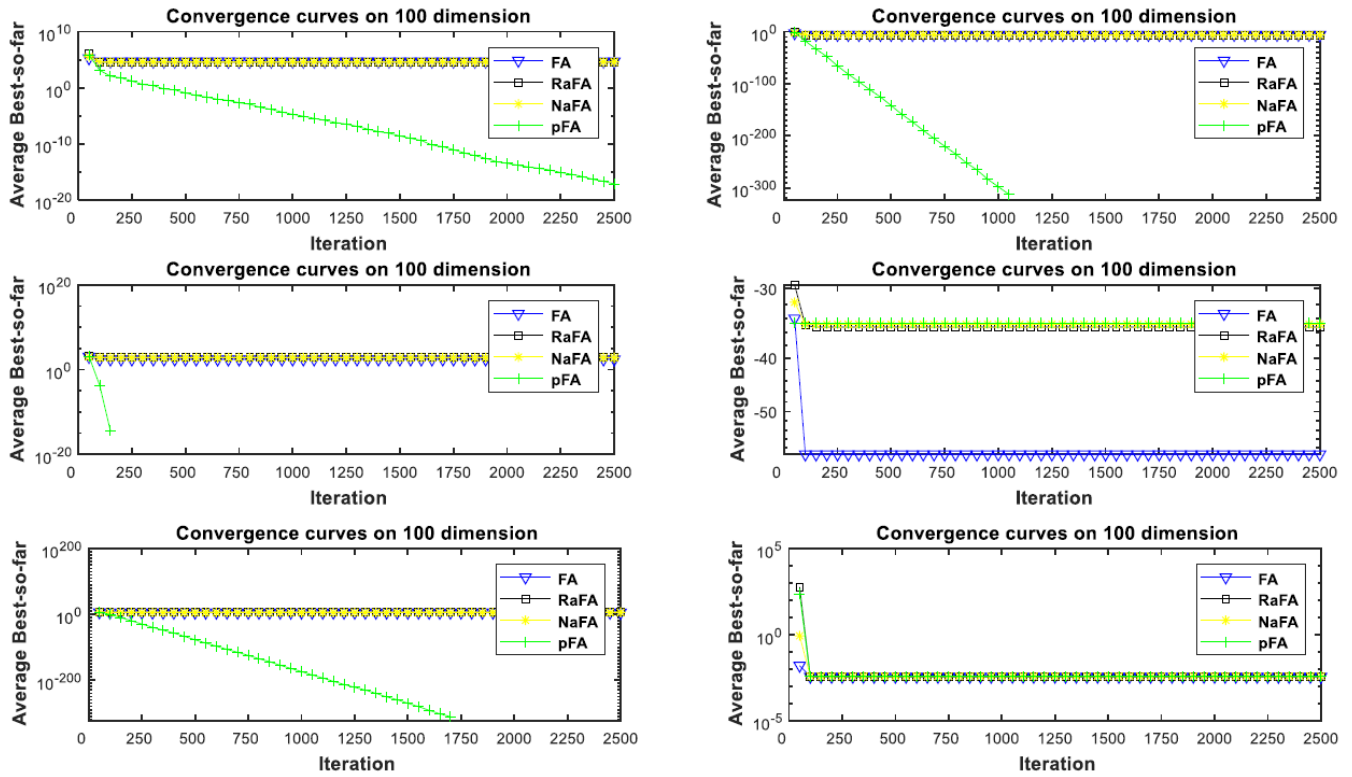 Convergence curves on 100 dimension
Average Best-so-far
10^10
10^0
10^-10
10^-20
FA
RaFA
NaFA
pFA
0 250 500 750 1000 1250 1500 1750 2000 2250 2500
Iteration
Convergence curves on 100 dimension
Average Best-so-far
10^0
10^-100
10^-200
10^-300
FA
RaFA
NaFA
pFA
0 250 500 750 1000 1250 1500 1750 2000 2250 2500
Iteration
Convergence curves on 100 dimension
Average Best-so-far
10^20
10^0
10^-20
FA
RaFA
NaFA
pFA
0 250 500 750 1000 1250 1500 1750 2000 2250 2500
Iteration
Convergence curves on 100 dimension
Average Best-so-far
-30
-40
-50
FA
RaFA
NaFA
pFA
0 250 500 750 1000 1250 1500 1750 2000 2250 2500
Iteration
Convergence curves on 100 dimension
Average Best-so-far
10^200
10^0
10^-200
FA
RaFA
NaFA
pFA
0 250 500 750 1000 1250 1500 1750 2000 2250 2500
Iteration
Convergence curves on 100 dimension
Average Best-so-far
10^5
10^0
10^-5
FA
RaFA
NaFA
pFA
0 250 500 750 1000 1250 1500 1750 2000 2250 2500
Iteration